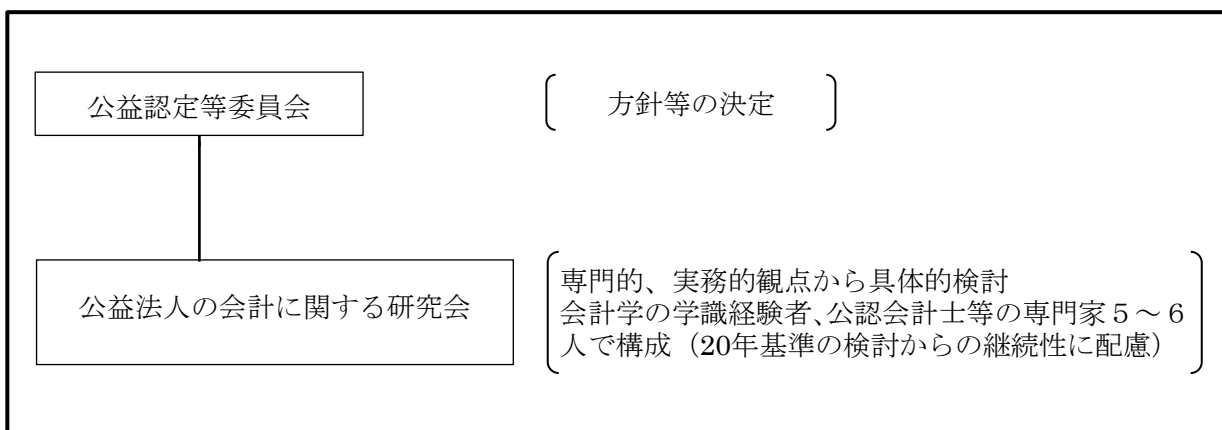 公益認定等委員会
方針等の決定
公益法人の会計に関する研究会
専門的、実務的観点から具体的検討
会計学の学識経験者、公認会計士等の専門家５～６
人で構成（20年基準の検討からの継続性に配慮）